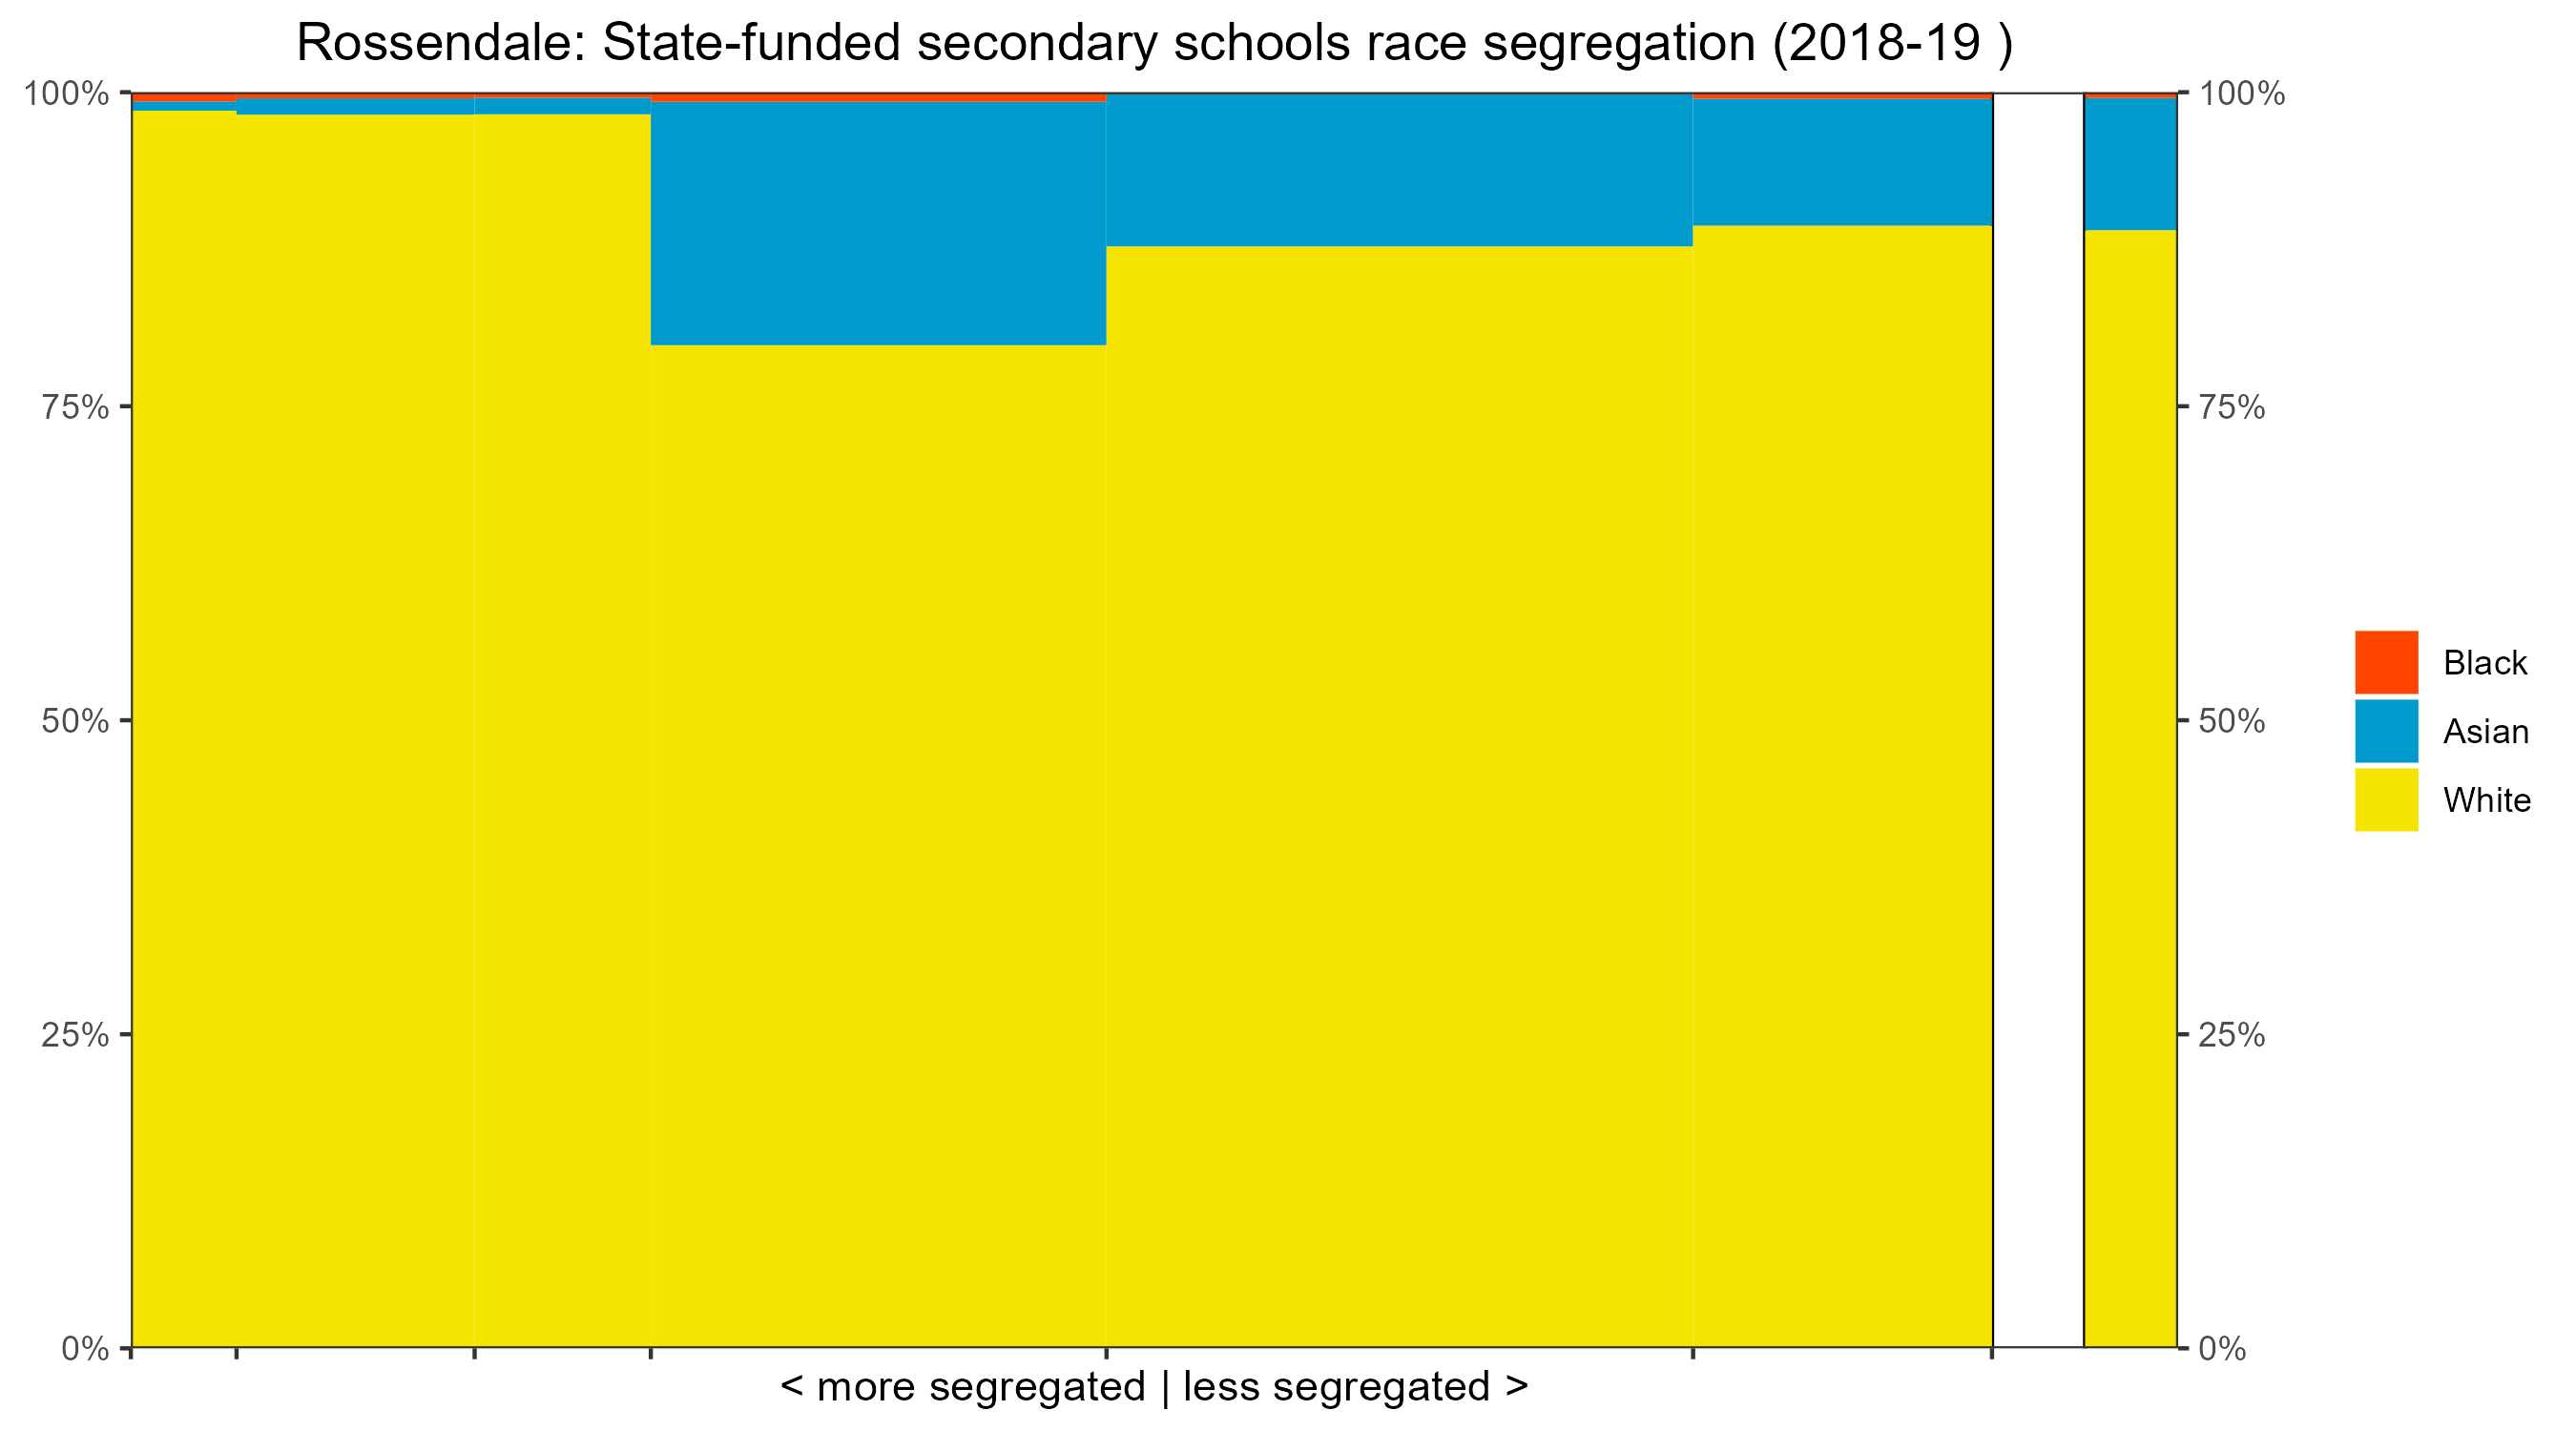 Rossendale: State-funded secondary schools race segregation (2018-19 )
100%
75%
50%
25%
0%
100%
75%
50%
25%
0%
< more segregated | less segregated >
Black
Asian
White